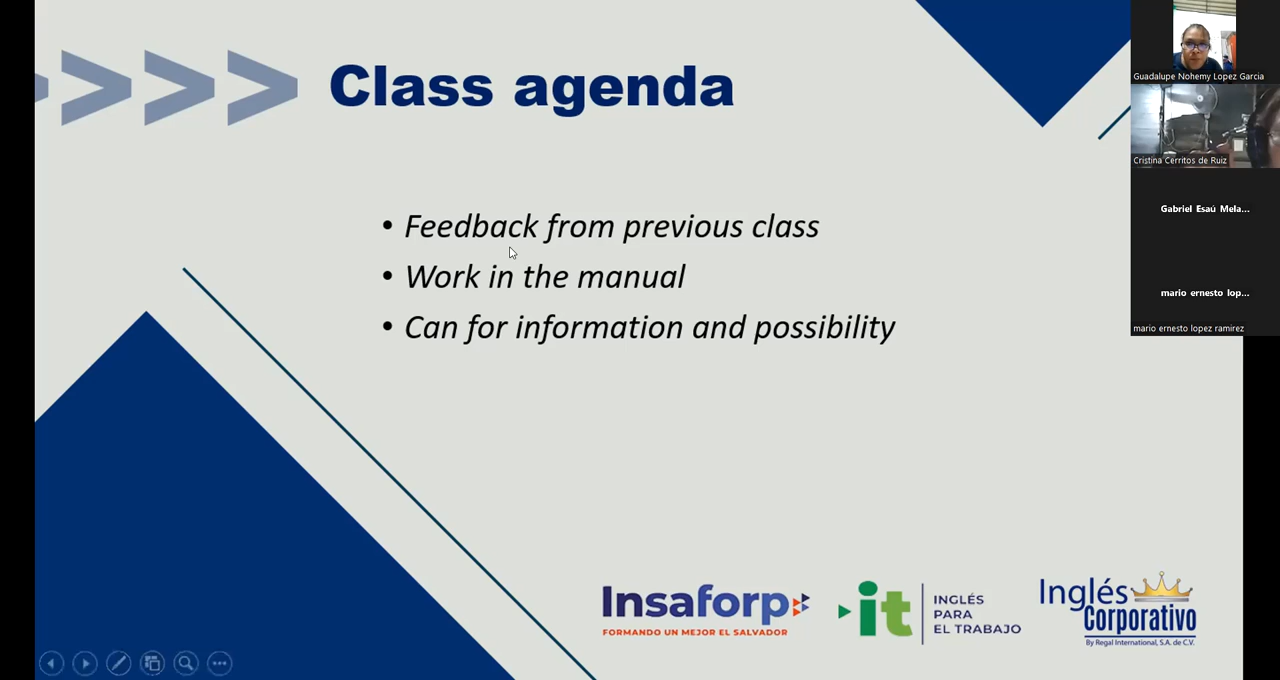 Class agenda
• Feedback from previous class
• Work in the manual
• Can for information and possibility
Insaforp
FORMANDO UN MEJOR EL SALVADOR
it
INGLÉS
PARA
EL TRABAJO
Inglés
Corporativo
By Regal International, S.A. de C.V.
Guadalupe Nohemy Lopez Garcia
Cristina Cerritos de Ruiz
Gabriel Esaú Mela...
mario ernesto lop...
mario ernesto lopez ramirez